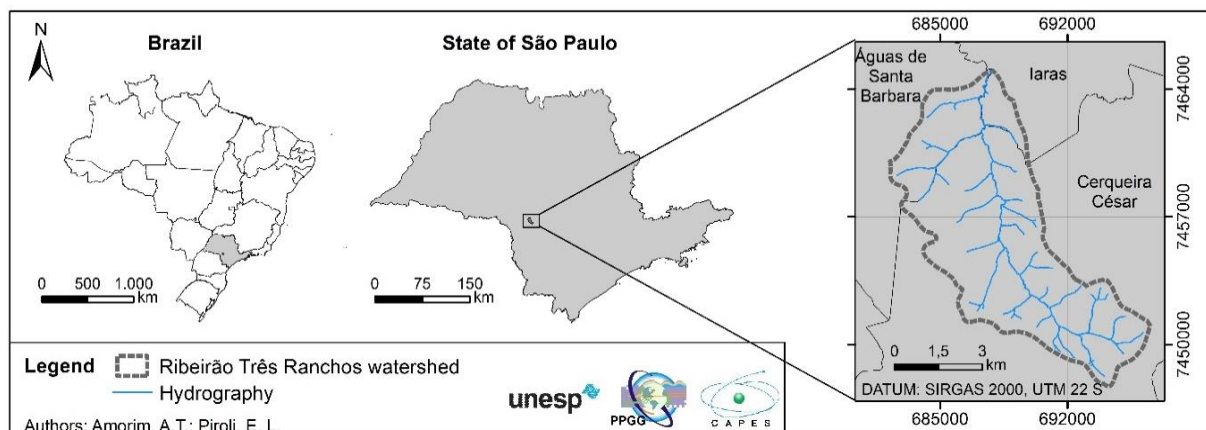 N
Brazil
State of São Paulo
685000 692000
Águas de
Santa
Barbara
Iaras
7464000
Cerqueira
César
7457000
7450000
0 500 1.000
km
0 75 150
km
0 1,5 3
km
DATUM: SIRGAS 2000, UTM 22 S
685000 692000
Legend
Ribeirão Três Ranchos watershed
Hydrography
unesp
PPGG
CAPES
Authors: Amorim, A.T.; Piroli, E. L.